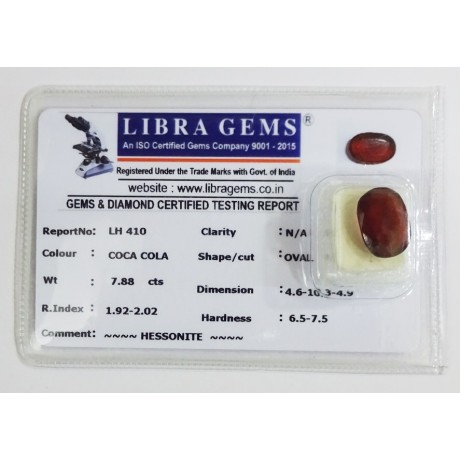 LIBRA GEMS ®
An ISO Certified Gems Company 9001 - 2015
Registered Under the Trade Marks with Govt. of India
website : www.libragems.co.in
GEMS & DIAMOND CERTIFIED TESTING REPORT
ReportNo: LH 410 Clarity : N/A
Colour : COCA COLA Shape/cut : OVAL
Wt : 7.88 cts Dimension : 4.6-10.3-4.9
R.Index : 1.92-2.02 Hardness : 6.5-7.5
Comment: ~~~~ HESSONITE ~~~~